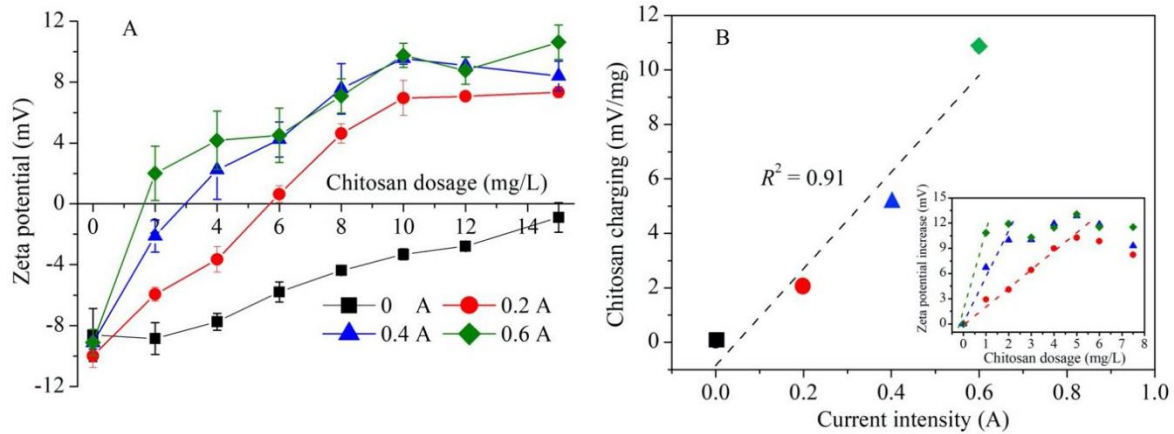 A
12
8
4
0
-4
-8
-12
Zeta potential (mV)
Chitosan dosage (mg/L)
0 2 4 6 8 10 12 14
0 A 0.2 A
0.4 A 0.6 A
B
12
10
8
6
4
2
0
Chitosan charging (mV/mg)
R² = 0.91
0.0 0.2 0.4 0.6 0.8 1.0
Current intensity (A)
15
12
9
6
3
0
Zeta potential increase (mV)
0 1 2 3 4 5 6 7 8
Chitosan dosage (mg/L)